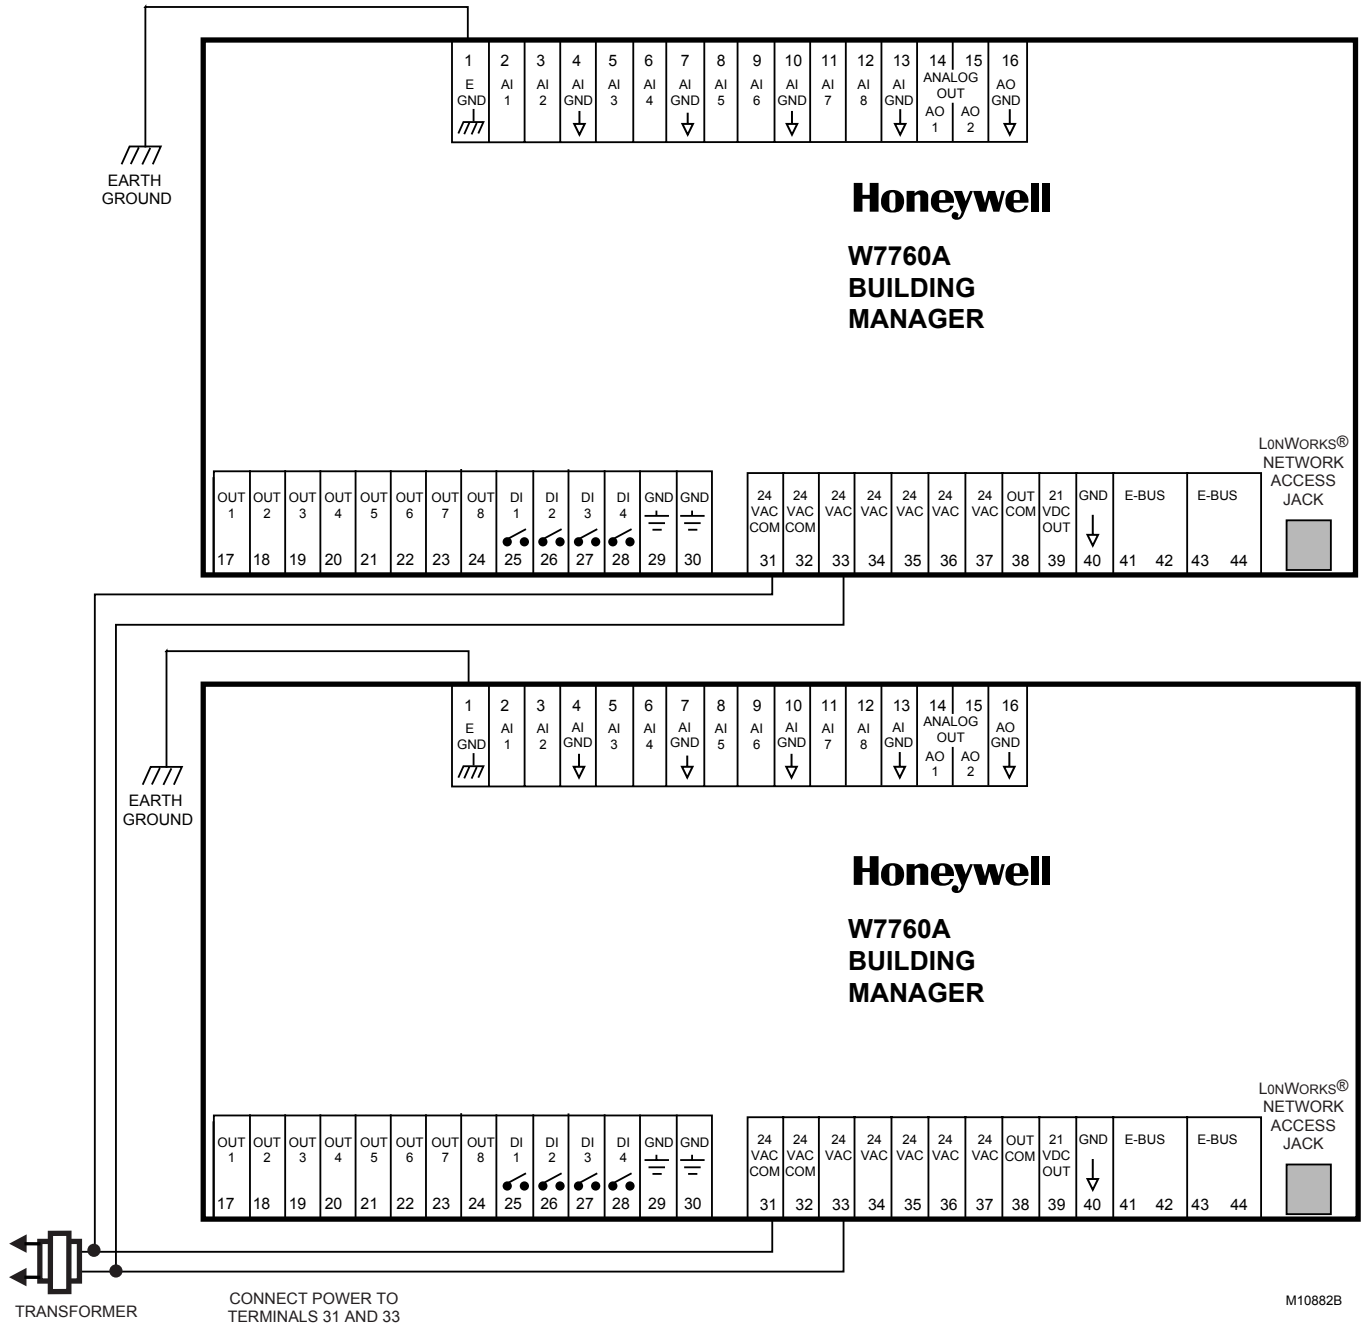 1 2 3 4 5 6 7 8 9 10 11 12 13 14 15 16
E AI AI AI AI AI AI AI AI AI AI AI AI ANALOG AO
GND 1 2 GND 3 4 GND 5 6 GND 7 8 GND OUT GND
AO AO
1 2
EARTH
GROUND
Honeywell
W7760A
BUILDING
MANAGER
LONWORKS®
NETWORK
ACCESS
JACK
OUT OUT OUT OUT OUT OUT OUT OUT DI DI DI DI GND GND
1 2 3 4 5 6 7 8 1 2 3 4
17 18 19 20 21 22 23 24 25 26 27 28 29 30
24 24 24 24 24 24 24 OUT 21 GND E-BUS E-BUS
VAC VAC VAC VAC VAC VAC VAC COM VDC
COM COM OUT
31 32 33 34 35 36 37 38 39 40 41 42 43 44
1 2 3 4 5 6 7 8 9 10 11 12 13 14 15 16
E AI AI AI AI AI AI AI AI AI AI AI AI ANALOG AO
GND 1 2 GND 3 4 GND 5 6 GND 7 8 GND OUT GND
AO AO
1 2
EARTH
GROUND
Honeywell
W7760A
BUILDING
MANAGER
LONWORKS®
NETWORK
ACCESS
JACK
OUT OUT OUT OUT OUT OUT OUT OUT DI DI DI DI GND GND
1 2 3 4 5 6 7 8 1 2 3 4
17 18 19 20 21 22 23 24 25 26 27 28 29 30
24 24 24 24 24 24 24 OUT 21 GND E-BUS E-BUS
VAC VAC VAC VAC VAC VAC VAC COM VDC
COM COM OUT
31 32 33 34 35 36 37 38 39 40 41 42 43 44
TRANSFORMER
CONNECT POWER TO
TERMINALS 31 AND 33
M10882B